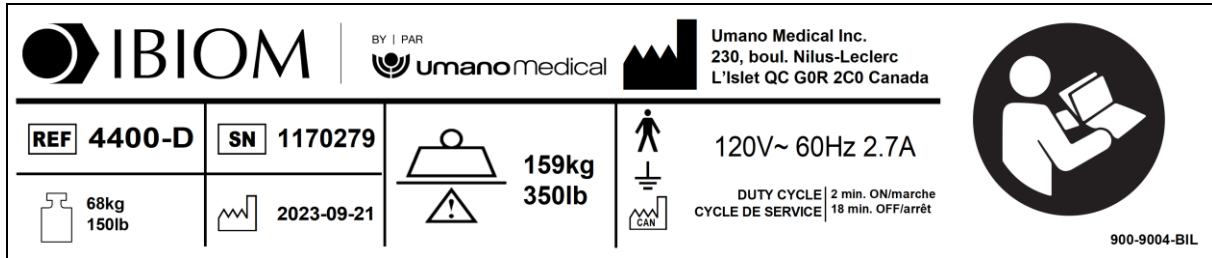 IBIOM
BY | PAR
umano medical
Umano Medical Inc.
230, boul. Nilus-Leclerc
L'Islet QC G0R 2C0 Canada
REF 4400-D
SN 1170279
68kg
150lb
2023-09-21
159kg
350lb
CAN
120V~ 60Hz 2.7A
DUTY CYCLE | 2 min. ON/marche
CYCLE DE SERVICE | 18 min. OFF/arrêt
900-9004-BIL